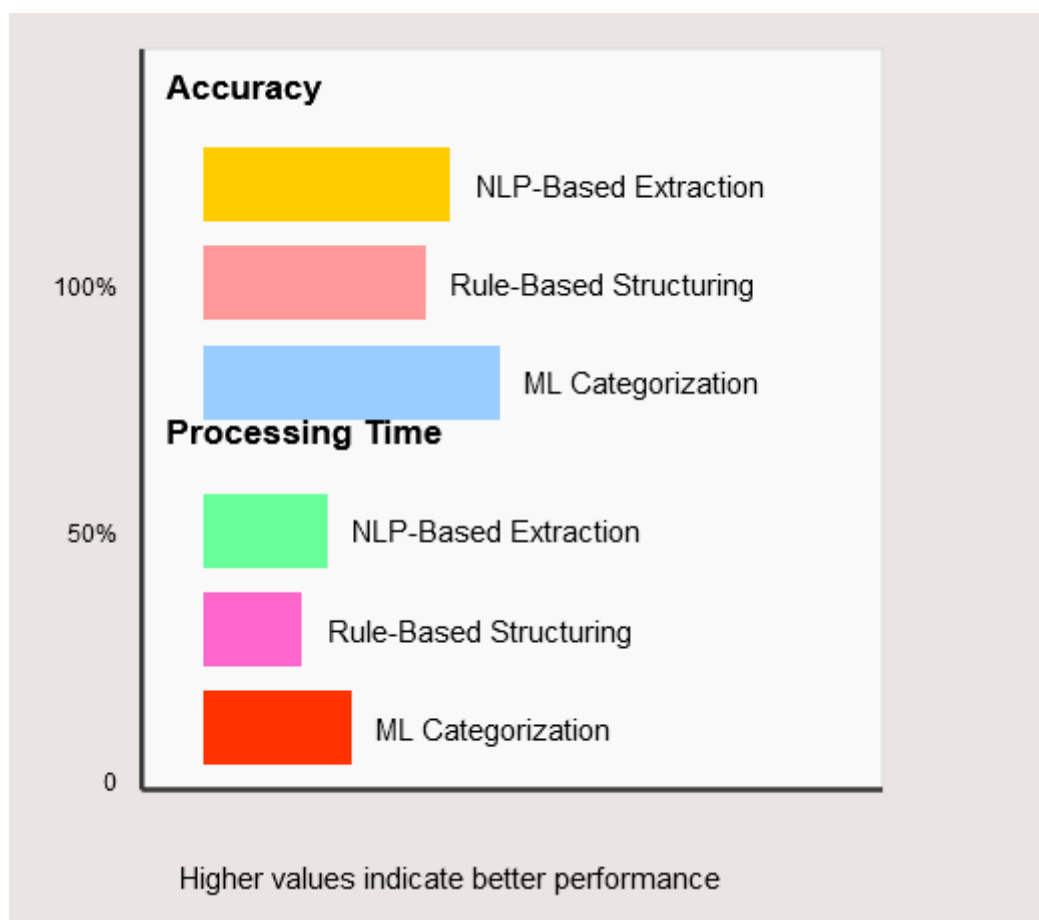 Accuracy
NLP-Based Extraction
100%
Rule-Based Structuring
ML Categorization
Processing Time
50%
NLP-Based Extraction
Rule-Based Structuring
ML Categorization
0
Higher values indicate better performance